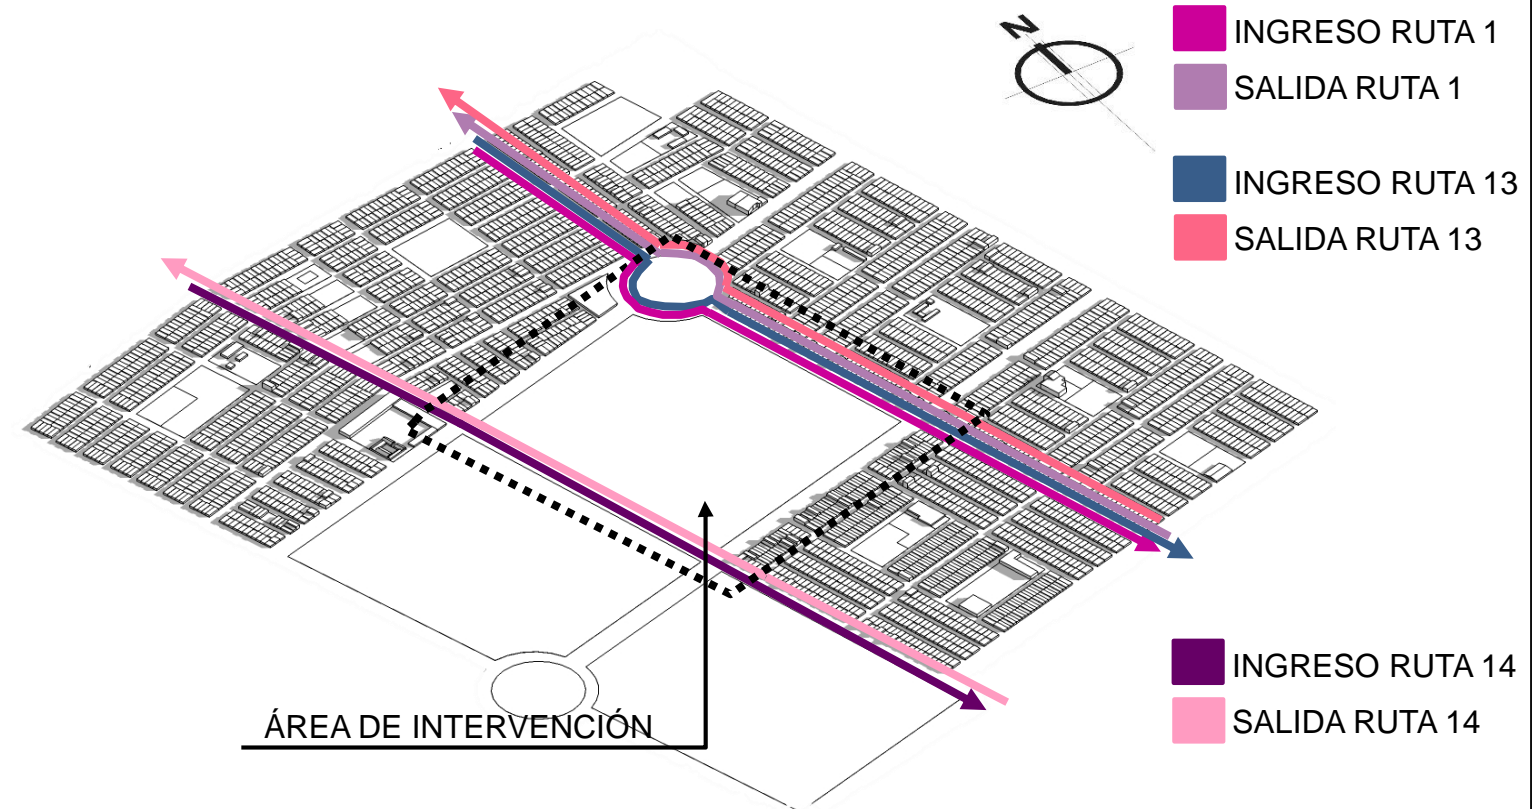 N
INGRESO RUTA 1
SALIDA RUTA 1
INGRESO RUTA 13
SALIDA RUTA 13
INGRESO RUTA 14
SALIDA RUTA 14
ÁREA DE INTERVENCIÓN